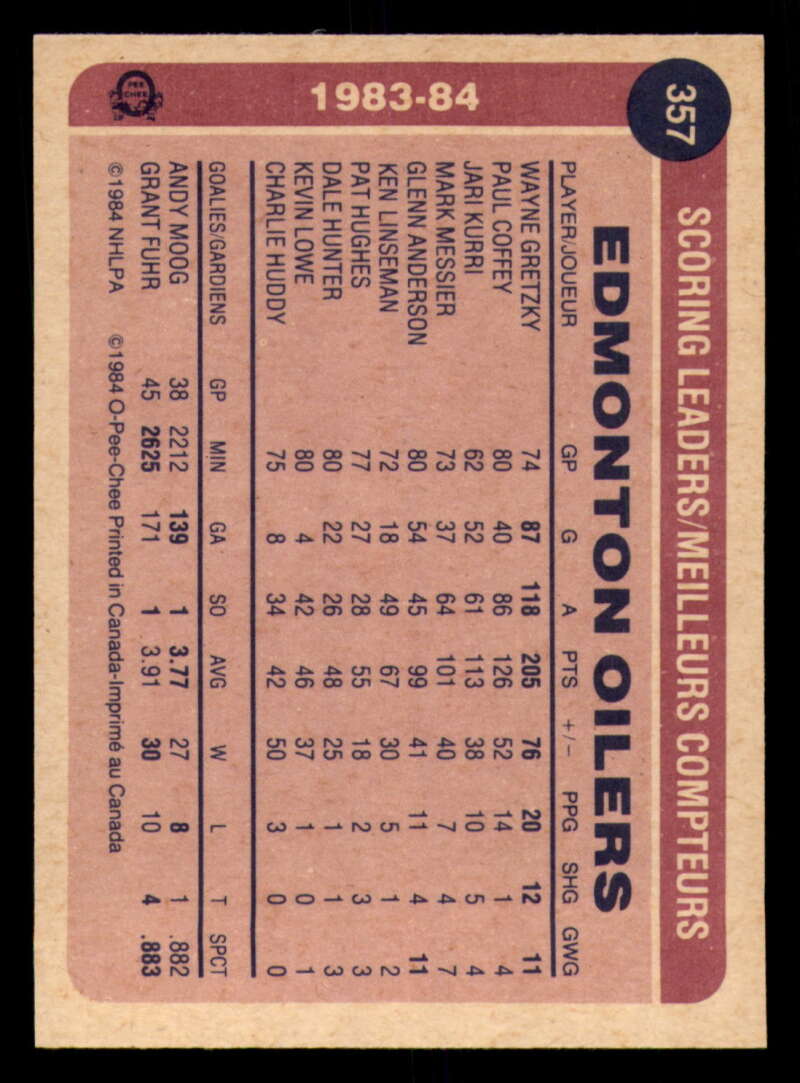 357
SCORING LEADERS/MEILLEURS COMPTEURS
1983-84
O
PEE
CHEE
EDMONTON OILERS
PLAYER/JOUEUR GP G A PTS +/- PPG SHG GWG
WAYNE GRETZKY 74 87 118 205 76 20 12 11
PAUL COFFEY 80 40 86 126 52 14 1 4
JARI KURRI 62 52 61 113 38 10 5 4
MARK MESSIER 73 37 64 101 40 7 4 7
GLENN ANDERSON 80 54 45 99 41 11 4 11
KEN LINSEMAN 72 18 49 67 30 5 1 2
PAT HUGHES 77 27 28 55 18 2 3 3
DALE HUNTER 80 22 26 48 25 1 1 3
KEVIN LOWE 80 4 42 46 37 1 0 1
CHARLIE HUDDY 75 8 34 42 50 3 0 0
GOALIES/GARDIENS GP MIN GA SO AVG W L T SPCT
ANDY MOOG 38 2212 139 1 3.77 27 8 1 .882
GRANT FUHR 45 2625 171 1 3.91 30 10 4 .883
©1984 NHLPA ©1984 O-Pee-Chee Printed in Canada-Imprimé au Canada